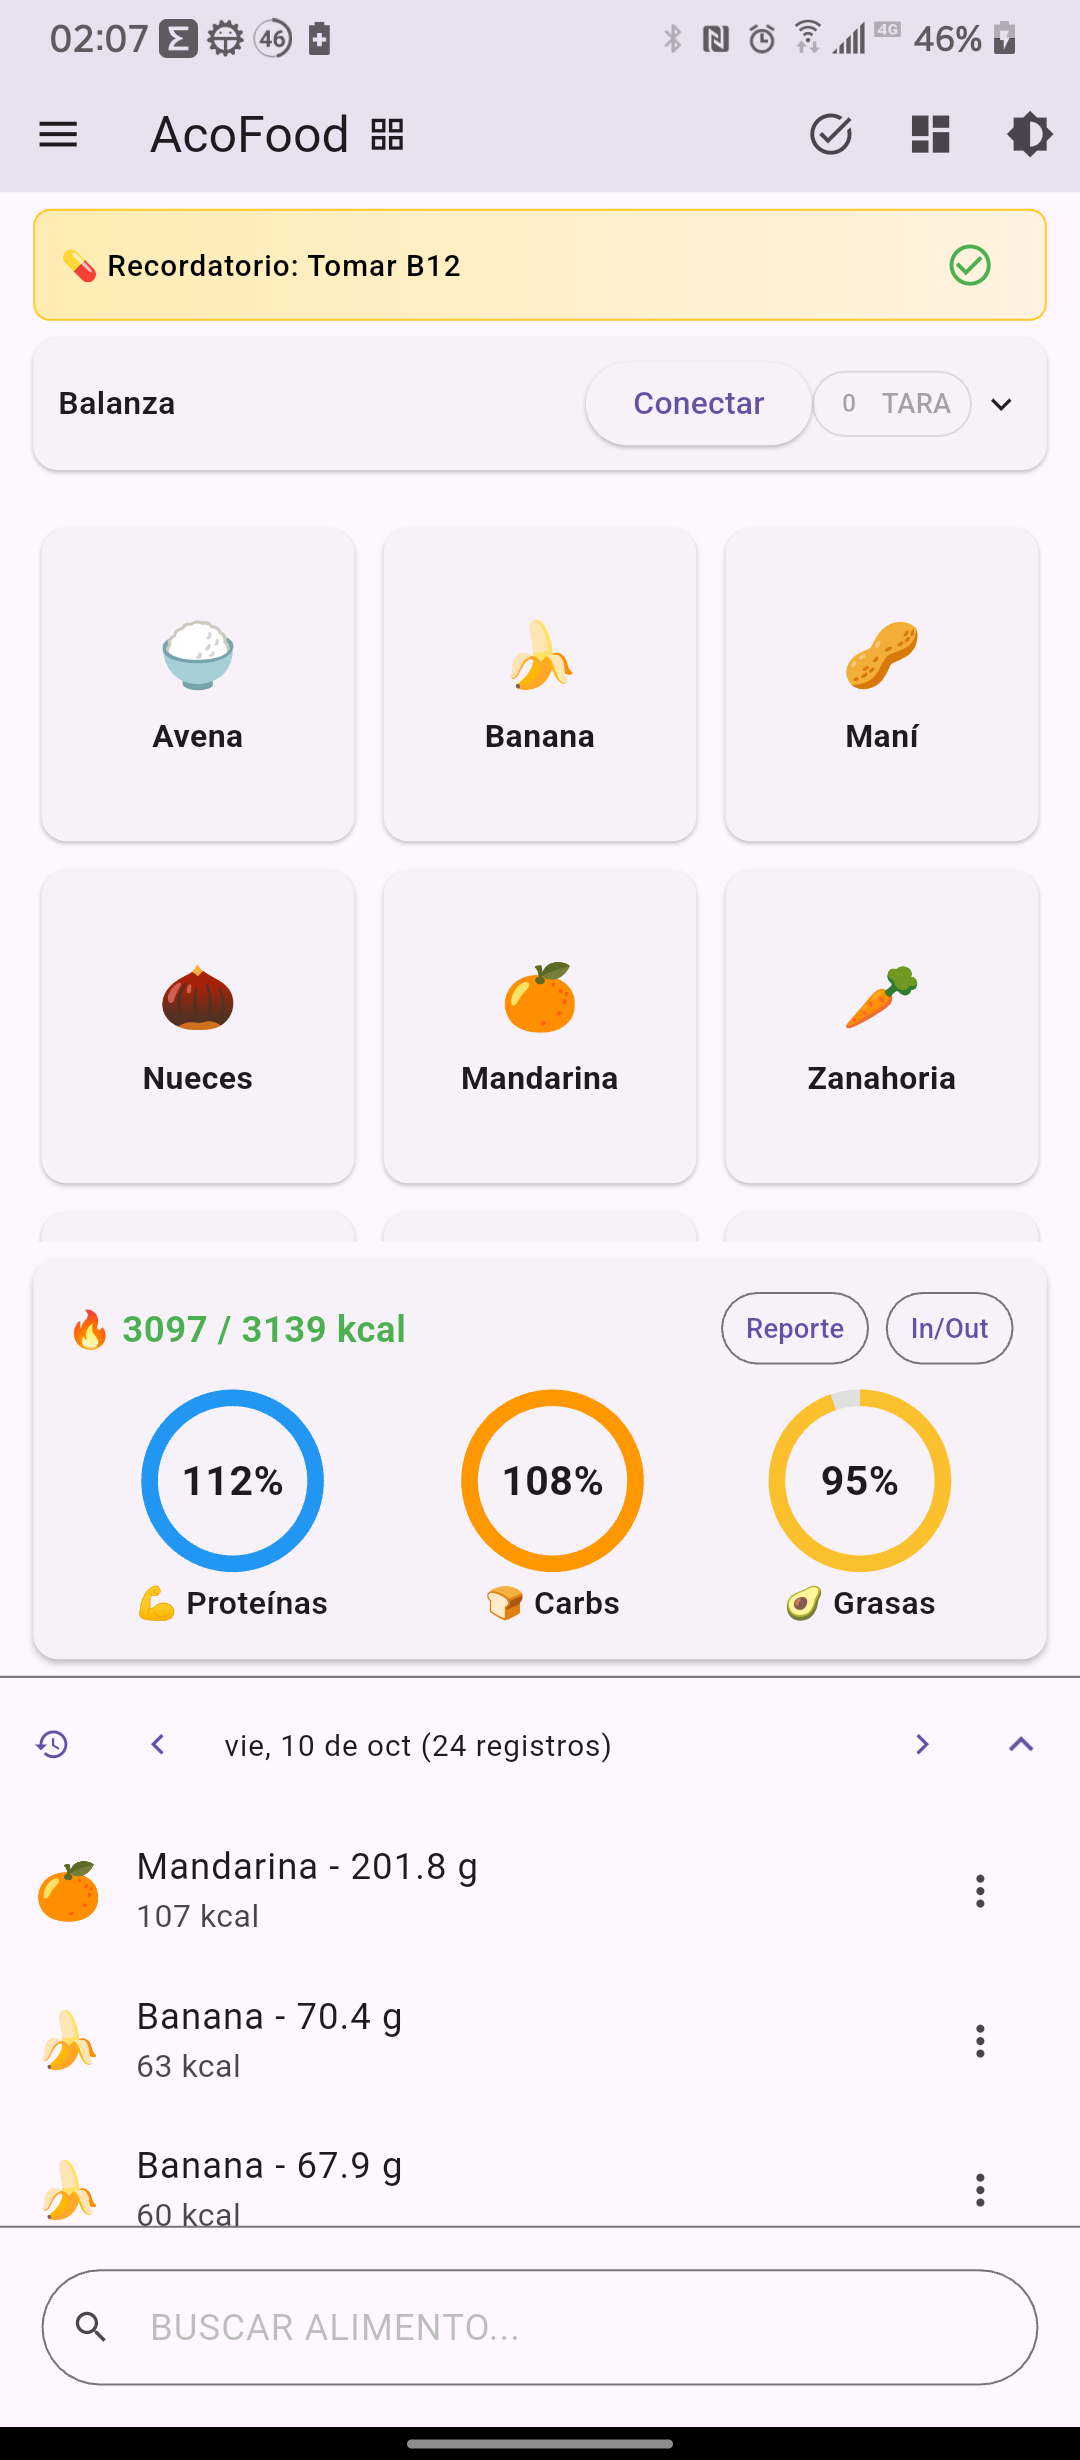 02:07 46 4G 46%
AcoFood
Recordatorio: Tomar B12
Balanza Conectar 0 TARA
Avena Banana Maní
Nueces Mandarina Zanahoria
3097 / 3139 kcal Reporte In/Out
112% 108% 95%
Proteínas Carbs Grasas
vie, 10 de oct (24 registros)
Mandarina - 201.8 g
107 kcal
Banana - 70.4 g
63 kcal
Banana - 67.9 g
60 kcal
BUSCAR ALIMENTO...